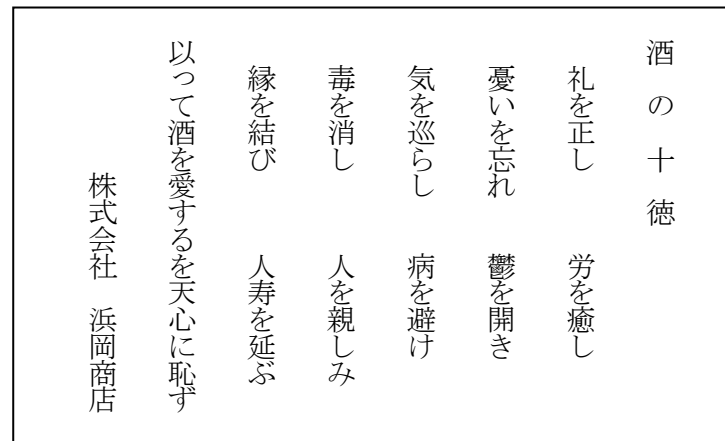 酒の十徳
礼を正し　労を癒し
憂いを忘れ　鬱を開き
気を巡らし　病を避け
毒を消し　人を親しみ
縁を結び　人寿を延ぶ
以って酒を愛するを天心に恥ず
株式会社　浜岡商店